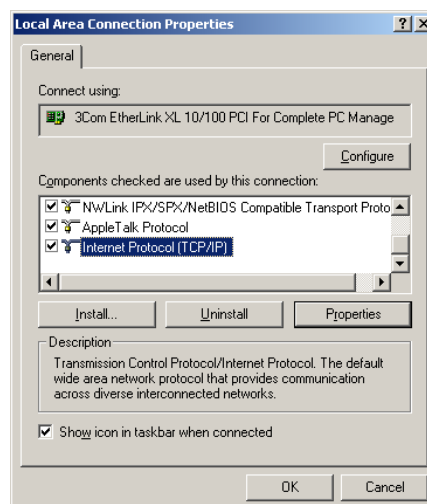 Local Area Connection Properties
General
Connect using:
3Com EtherLink XL 10/100 PCI For Complete PC Manage
Configure
Components checked are used by this connection:
NWLink IPX/SPX/NetBIOS Compatible Transport Proto
AppleTalk Protocol
Internet Protocol (TCP/IP)
Install... Uninstall Properties
Description
Transmission Control Protocol/Internet Protocol. The default
wide area network protocol that provides communication
across diverse interconnected networks.
Show icon in taskbar when connected
OK Cancel